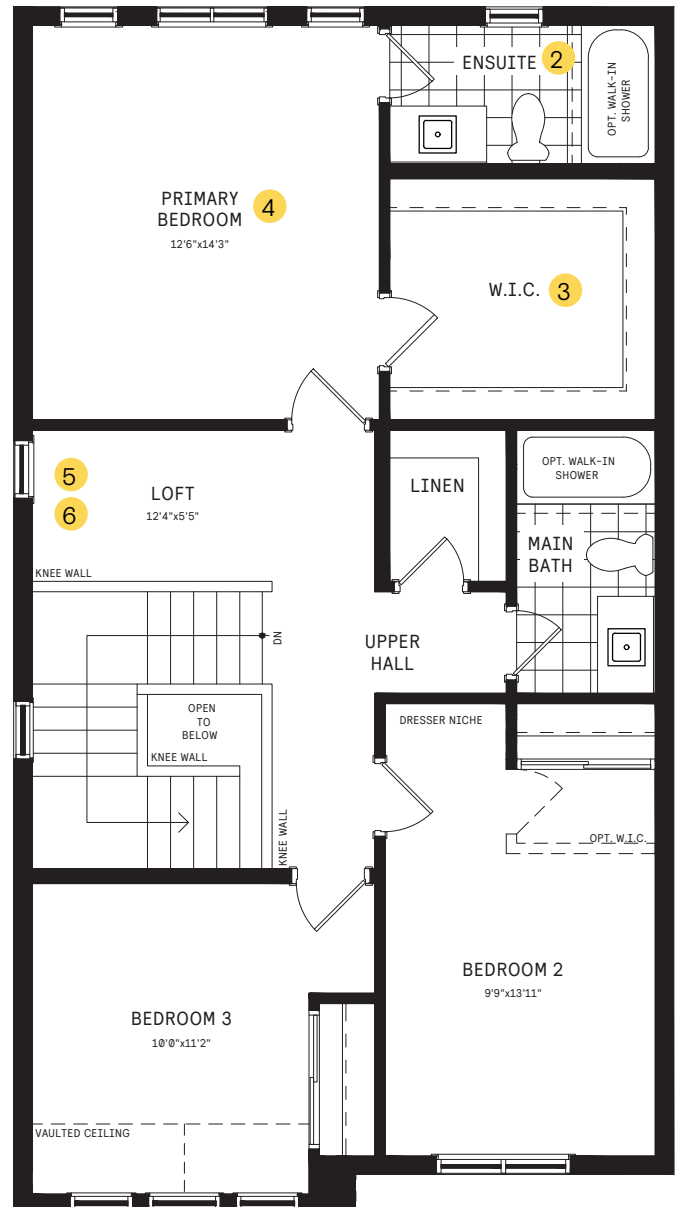 ENSUITE 2
OPT. WALK-IN
SHOWER
PRIMARY
BEDROOM 4
12'6"x14'3"
W.I.C. 3
5
6
LOFT
12'4"x5'5"
LINEN
OPT. WALK-IN
SHOWER
MAIN
BATH
KNEE WALL
DN
UPPER
HALL
OPEN
TO
BELOW
KNEE WALL
KNEE WALL
DRESSER NICHE
OPT. W.I.C.
BEDROOM 2
9'9"x13'11"
BEDROOM 3
10'0"x11'2"
VAULTED CEILING